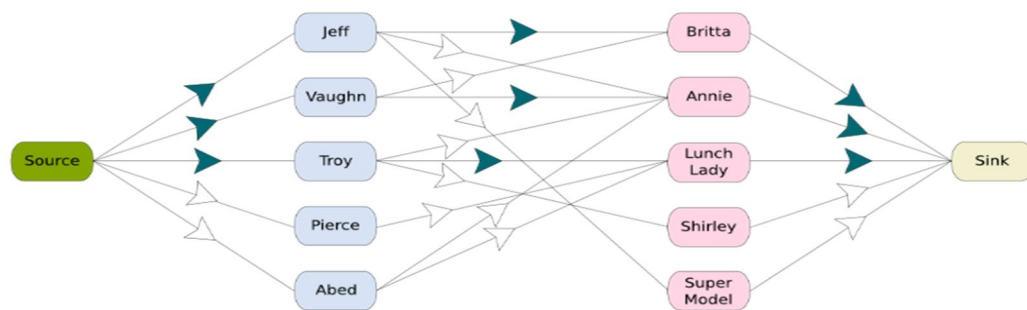 Jeff
Britta
Vaughn
Annie
Source
Troy
Lunch
Lady
Sink
Pierce
Shirley
Abed
Super
Model